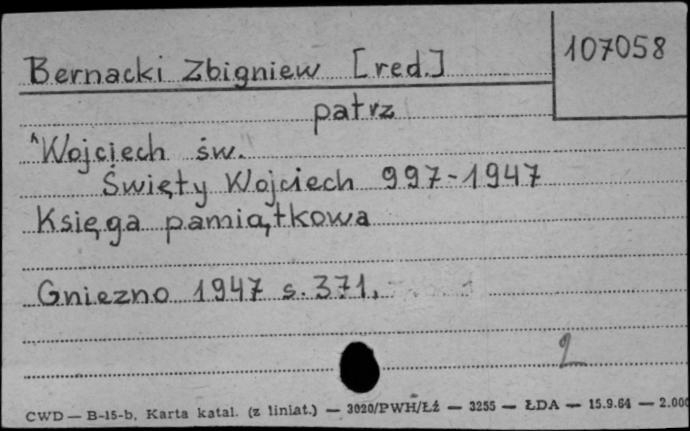 Bernacki Zbigniew [red.] 107058
patrz
Wojciech św.
Święty Wojciech 997-1947
Księga pamiątkowa
Gniezno 1947 s. 371,
2
CWD — B-15-b. Karta katal. (z liniat.) — 3020/PWH/Łź — 3255 — ŁDA — 15.9.64 — 2.000